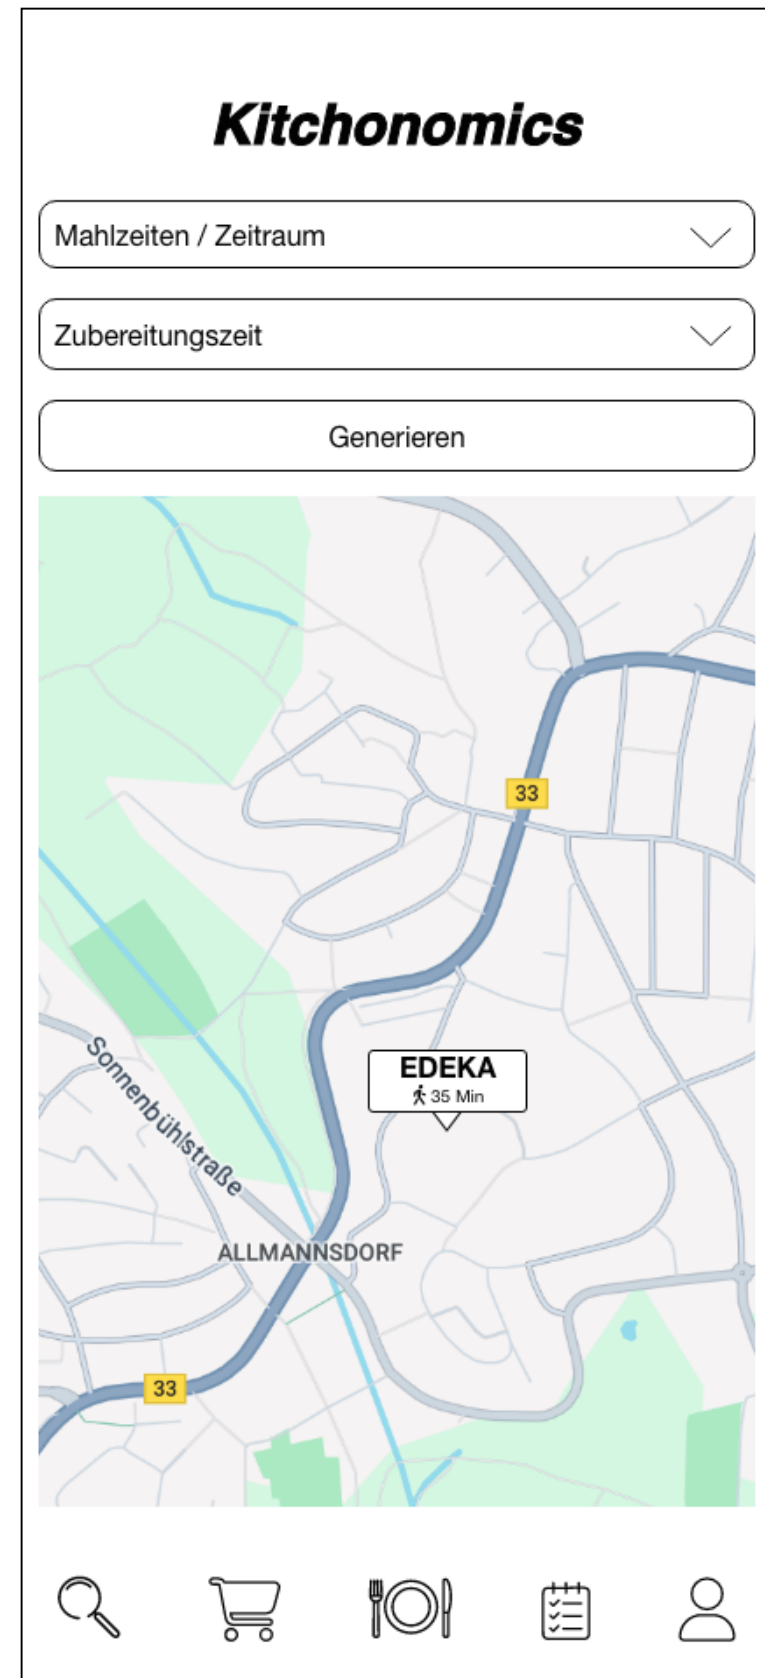 Kitchonomics
Mahlzeiten / Zeitraum
Zubereitungszeit
Generieren
33
EDEKA
35 Min
Sonnenbühlstraße
ALLMANNSDORF
33